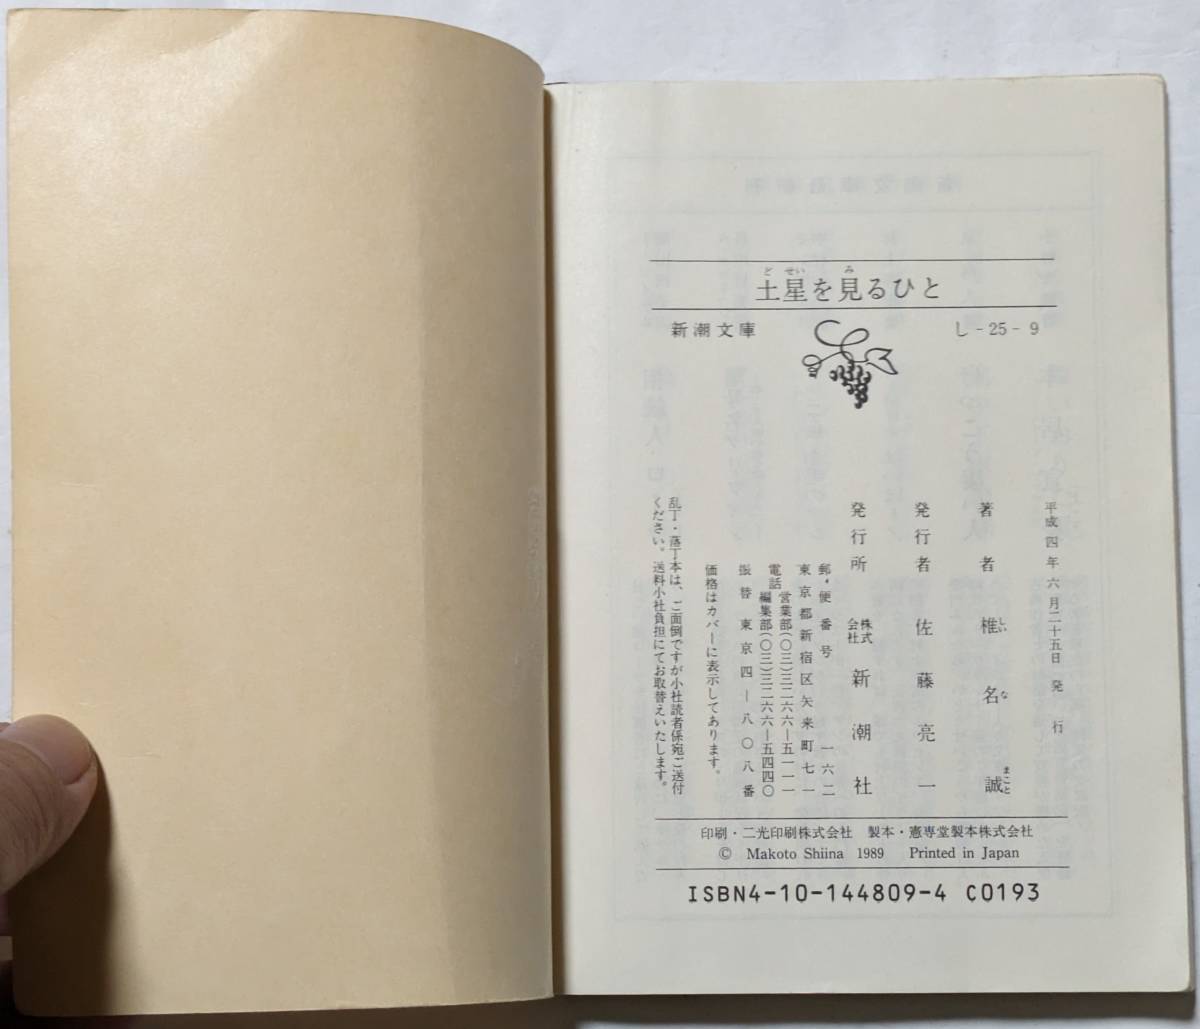 土星を見るひと
新潮文庫 し-25-9
平成四年六月二十五日発行
著者 椎名誠
発行者 佐藤亮一
発行所 株式会社 新潮社
郵便番号 一六二
東京都新宿区矢来町七一
電話 営業部(〇三)三二六六―五一一一
編集部(〇三)三二六六―五四四〇
振替東京四―八〇八番
価格はカバーに表示してあります。
乱丁・落丁本は、ご面倒ですが小社読者係宛ご送付
ください。送料小社負担にてお取替えいたします。
印刷・二光印刷株式会社 製本・憲専堂製本株式会社
© Makoto Shiina 1989 Printed in Japan
ISBN4-10-144809-4 C0193